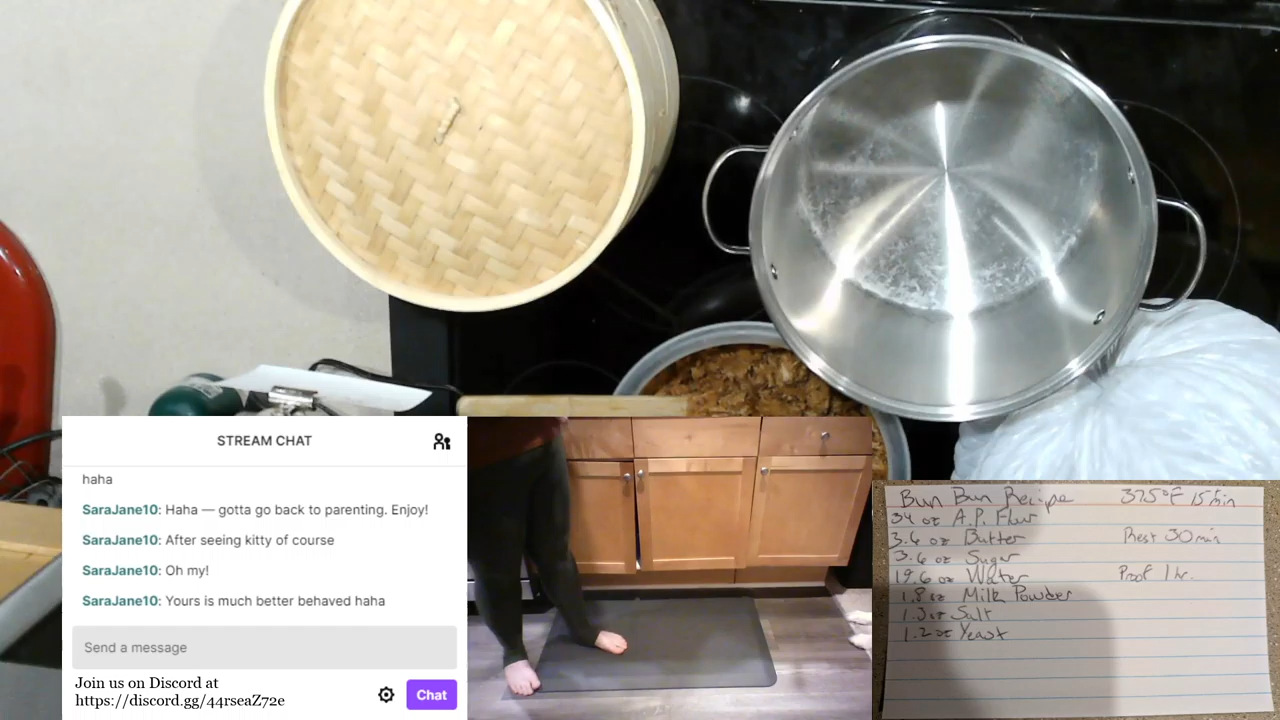 STREAM CHAT
haha
SaraJane10: Haha — gotta go back to parenting. Enjoy!
SaraJane10: After seeing kitty of course
SaraJane10: Oh my!
SaraJane10: Yours is much better behaved haha
Send a message
Join us on Discord at
https://discord.gg/44rseaZ72e
Chat
Bun Bun Recipe 375°F 15 min
34 oz A.P. Flour
3.6 oz Butter Rest 30 min
3.6 oz Sugar
19.6 oz Water Proof 1 hr.
1.8 oz Milk Powder
oz Salt
1.2 oz Yeast